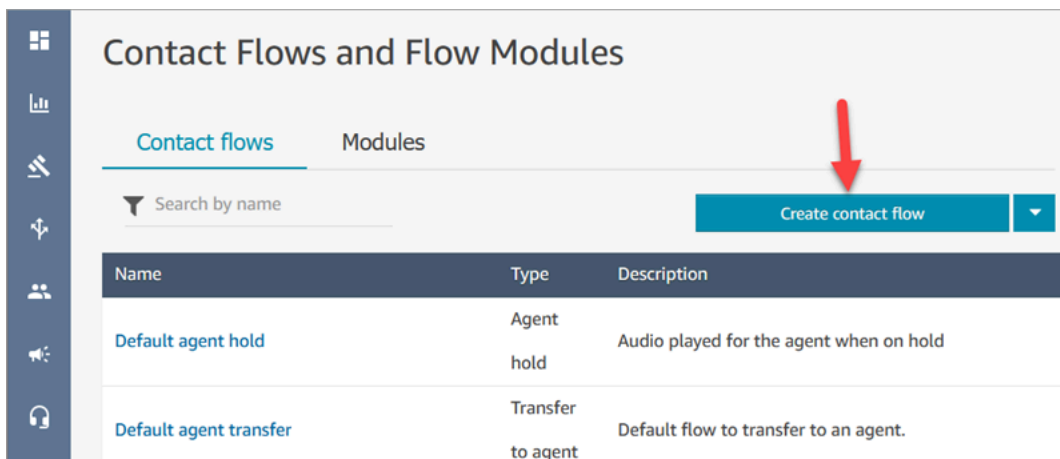 Contact Flows and Flow Modules
Contact flows Modules
Search by name
Create contact flow
Name Type Description
Default agent hold Agent hold Audio played for the agent when on hold
Default agent transfer Transfer to agent Default flow to transfer to an agent.